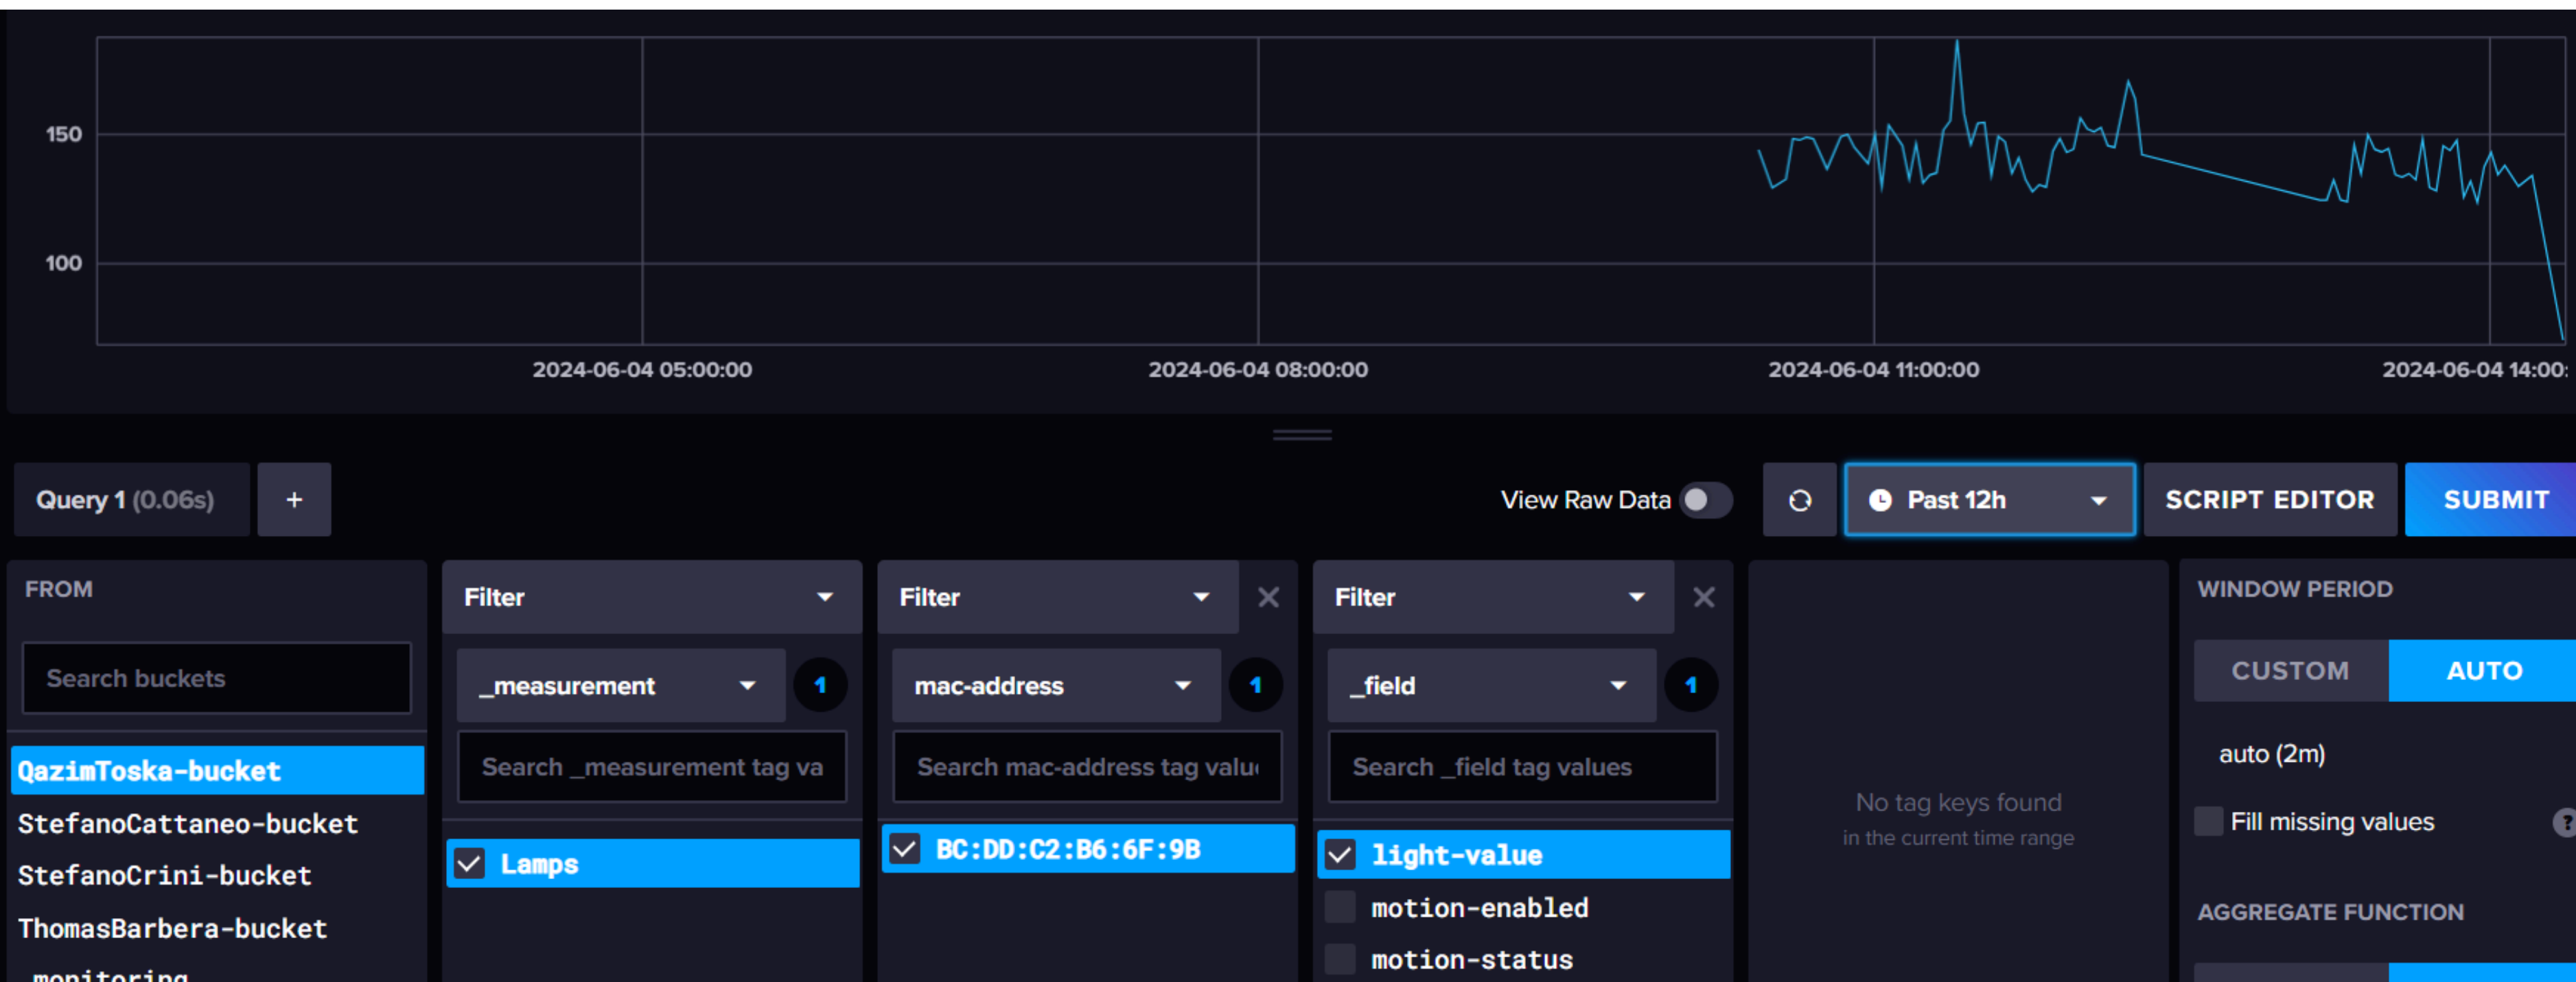 150
100
2024-06-04 05:00:00
2024-06-04 08:00:00
2024-06-04 11:00:00
2024-06-04 14:00:
Query 1 (0.06s)
+
View Raw Data
Past 12h
SCRIPT EDITOR
SUBMIT
FROM
Search buckets
QazimToska-bucket
StefanoCattaneo-bucket
StefanoCrini-bucket
ThomasBarbera-bucket
_monitoring
Filter
_measurement
1
Search _measurement tag va
Lamps
Filter
mac-address
1
Search mac-address tag valu
BC:DD:C2:B6:6F:9B
Filter
_field
1
Search _field tag values
light-value
motion-enabled
motion-status
No tag keys found
in the current time range
WINDOW PERIOD
CUSTOM
AUTO
auto (2m)
Fill missing values
?
AGGREGATE FUNCTION